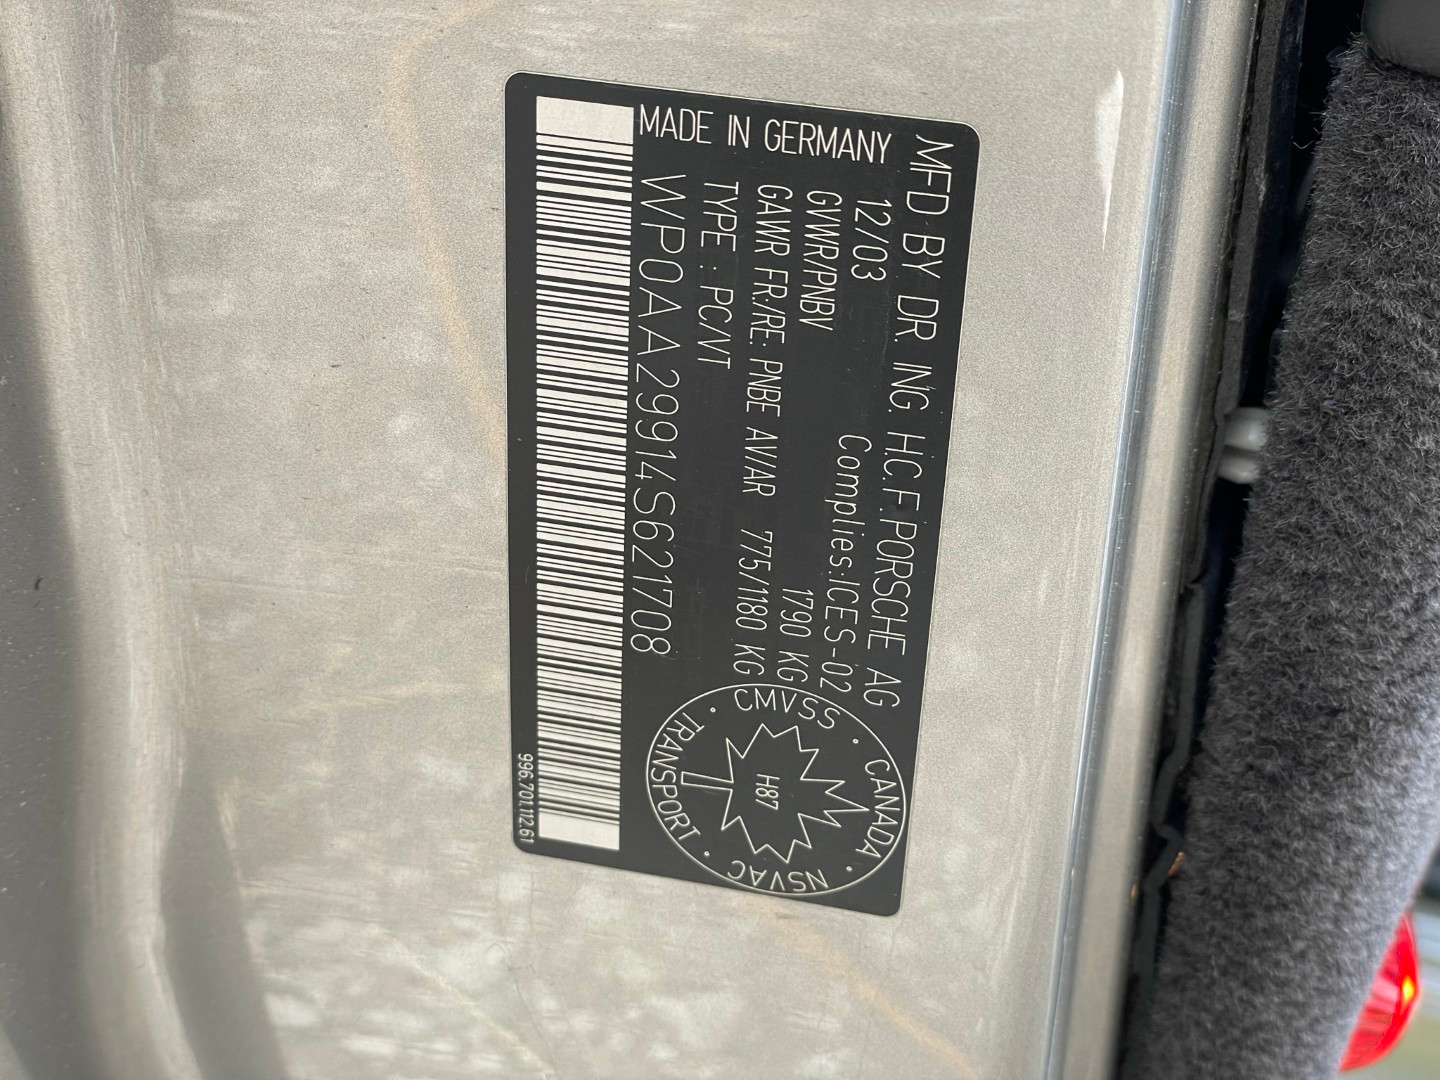 MFD BY DR. ING. H.C.F. PORSCHE AG
12/03 Complies:ICES-02
GVWR/PNBV 1790 KG
GAWR FR./RE: PNBE AV/AR 775/1180 KG
TYPE : PC/VT
MADE IN GERMANY
WP0AA29914S621708
996.701.112.61
TRANSPORT · CMVSS · CANADA · NSVAC ·
H87